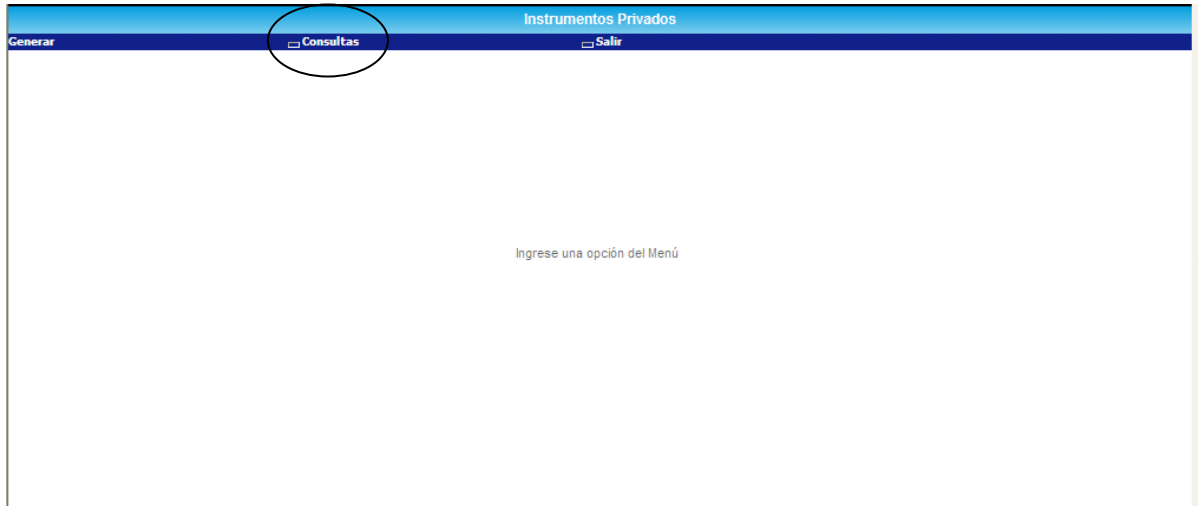 Instrumentos Privados
Generar Consultas Salir
Ingrese una opción del Menú